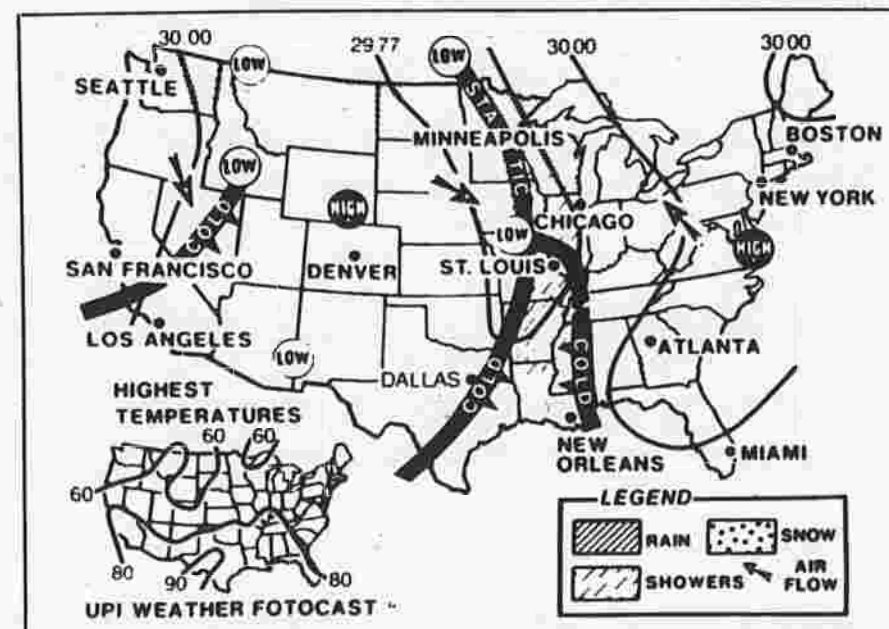 30.00
29.77
30.00
30.00
LOW
LOW
SEATTLE
MINNEAPOLIS
STATIC
BOSTON
NEW YORK
LOW
COLD
HIGH
CHICAGO
LOW
HIGH
SAN FRANCISCO
DENVER
ST. LOUIS
LOS ANGELES
LOW
DALLAS
COLD
COLD
ATLANTA
NEW
ORLEANS
MIAMI
HIGHEST
TEMPERATURES
60
60
60
80
90
80
UPI WEATHER FOTOCAST
LEGEND
RAIN
SNOW
SHOWERS
AIR
FLOW